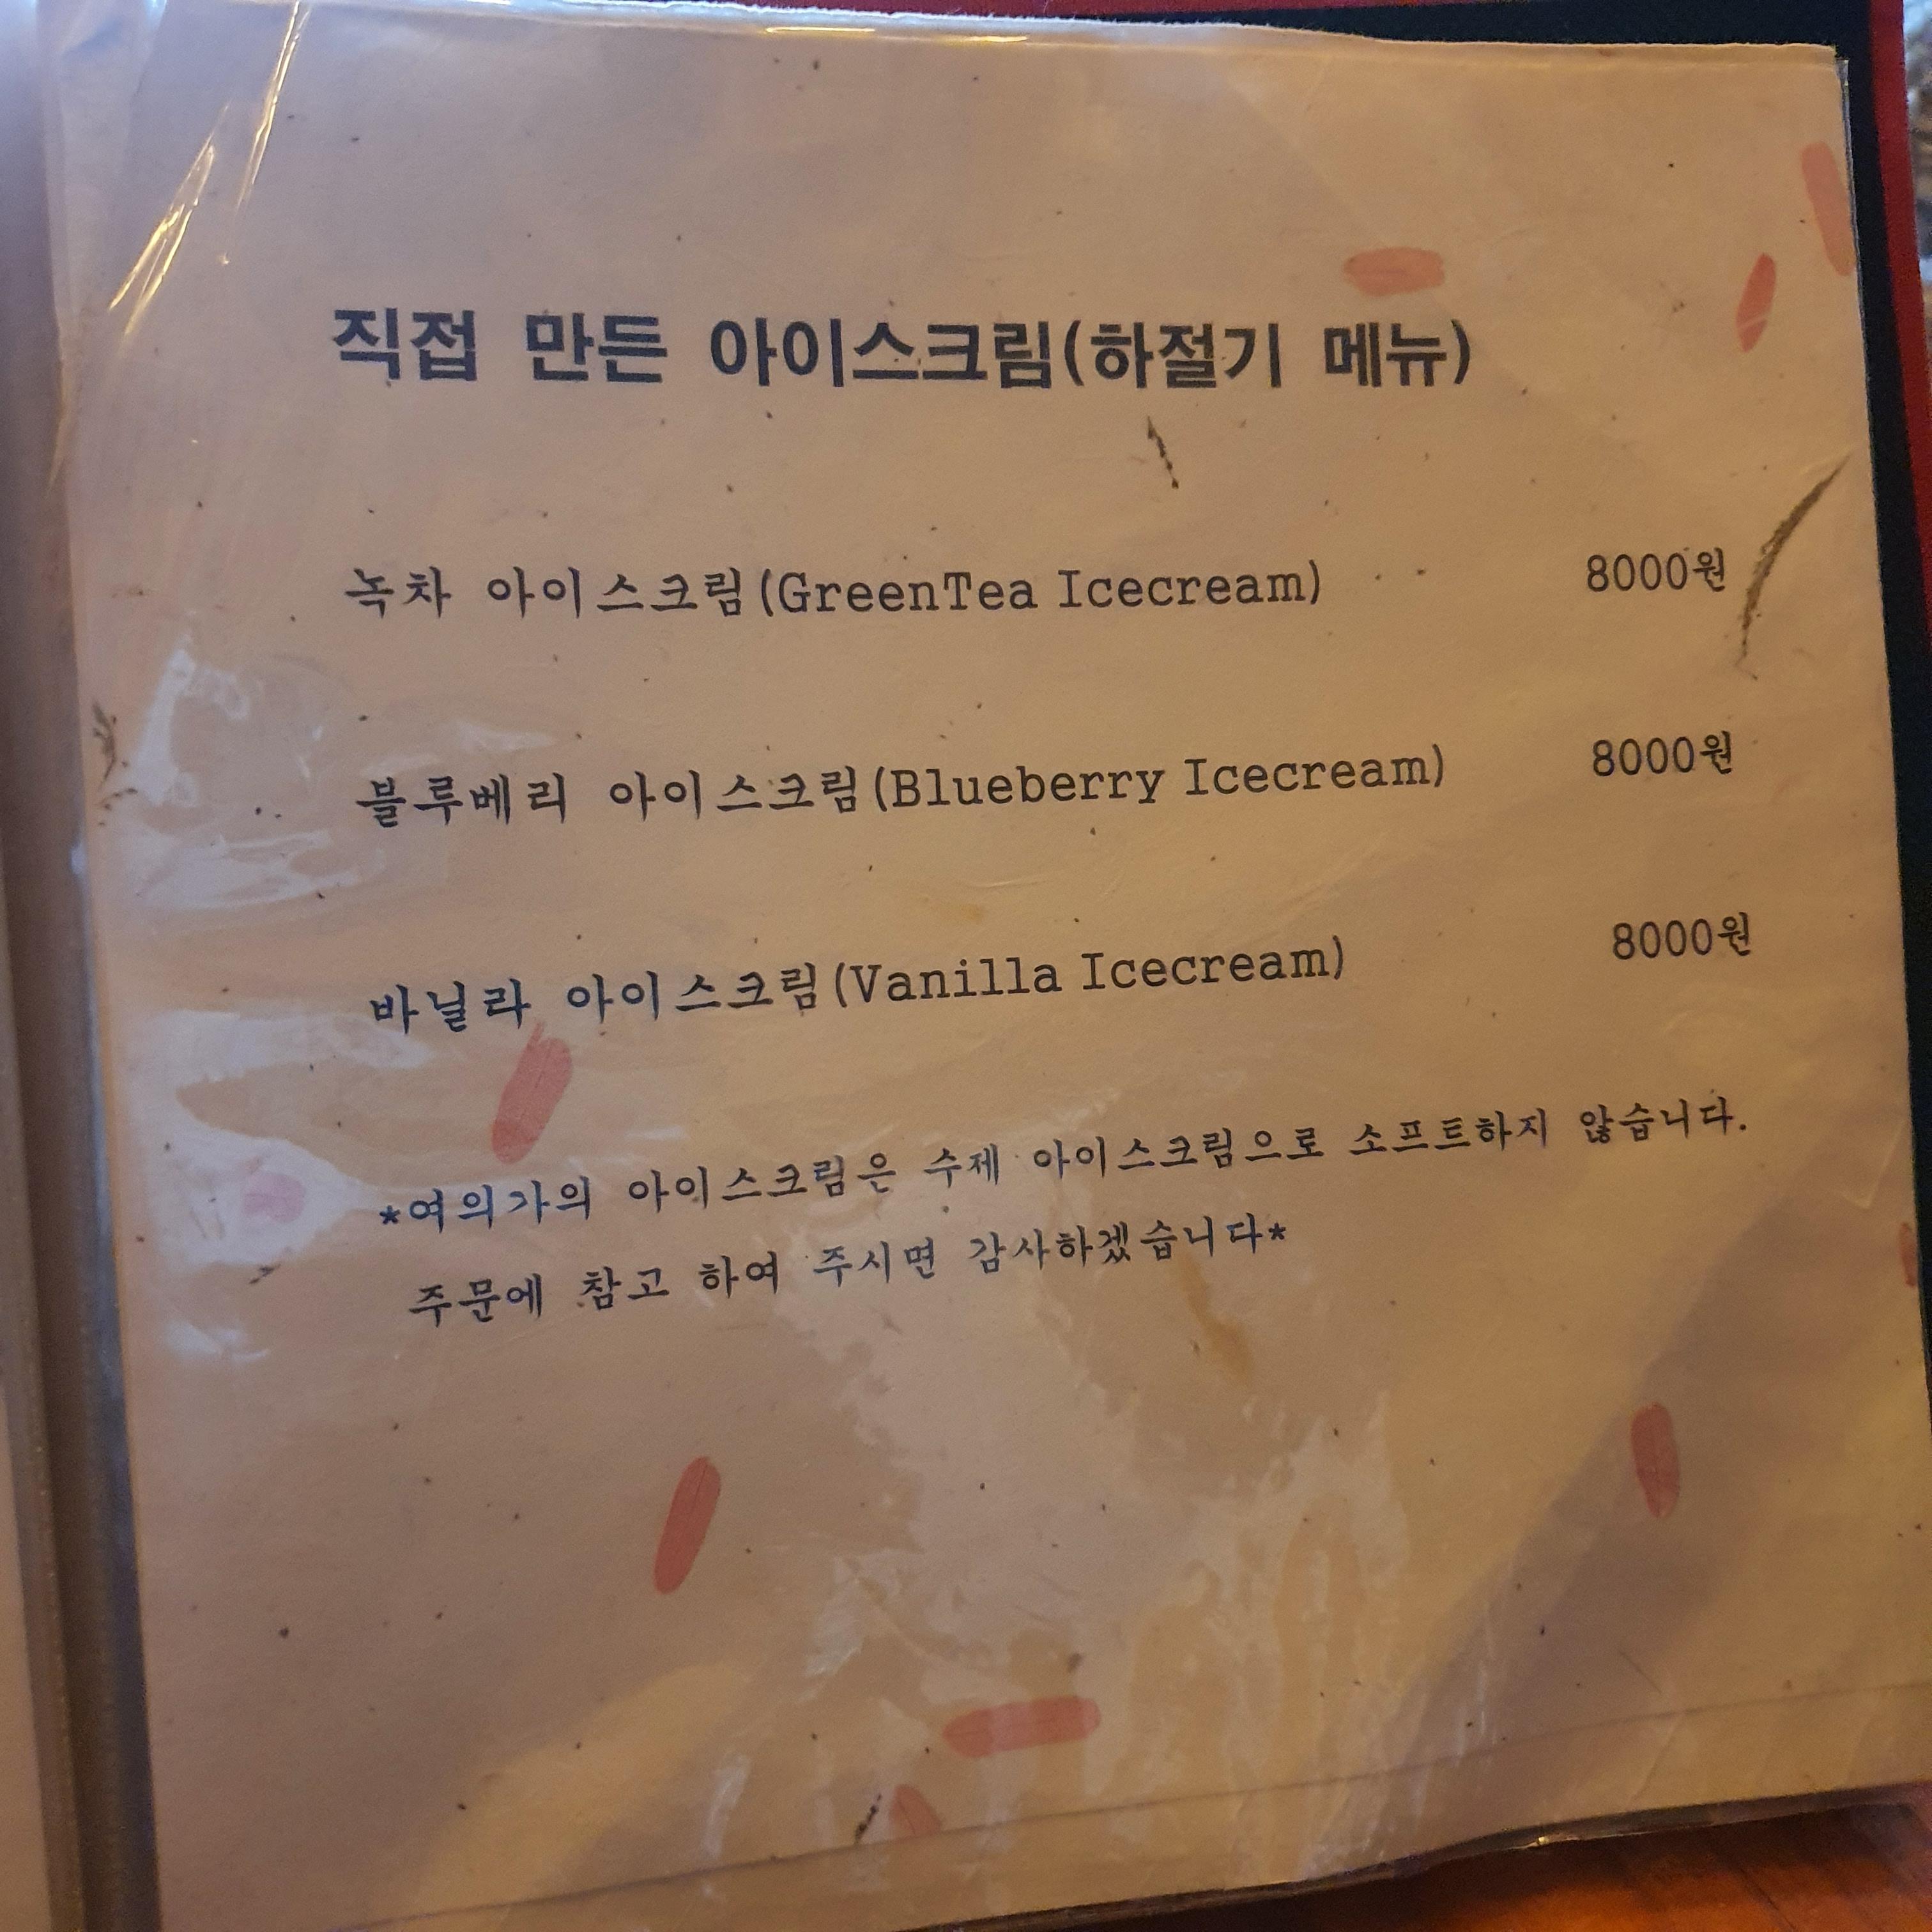 직접 만든 아이스크림(하절기 메뉴)
녹차 아이스크림(GreenTea Icecream) 8000원
블루베리 아이스크림(Blueberry Icecream) 8000원
바닐라 아이스크림(Vanilla Icecream) 8000원
*여의가의 아이스크림은 수제 아이스크림으로 소프트하지 않습니다.
주문에 참고 하여 주시면 감사하겠습니다*